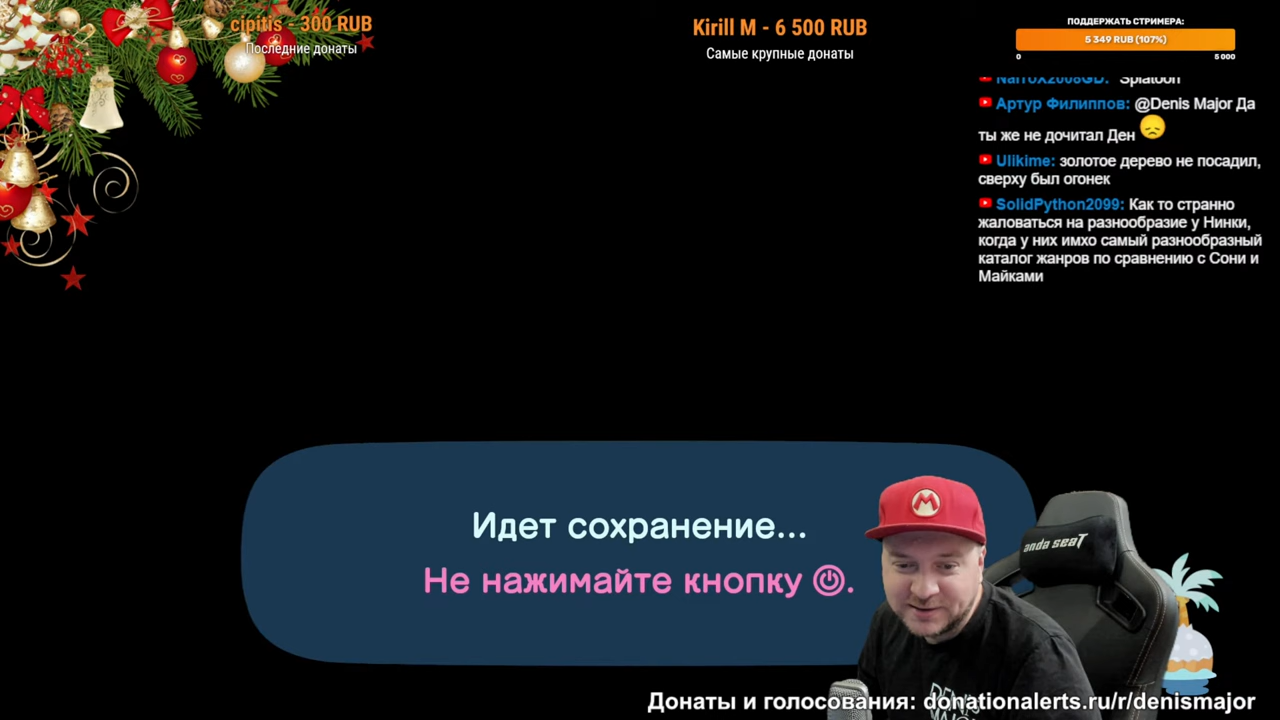 cipitis - 300 RUB
Последние донаты
Kirill M - 6 500 RUB
Самые крупные донаты
ПОДДЕРЖАТЬ СТРИМЕРА:
5 349 RUB (107%)
0
5 000
NarroX2008GD: Splatoon
Артур Филиппов: @Denis Major Да
ты же не дочитал Ден
Ulikime: золотое дерево не посадил,
сверху был огонек
SolidPython2099: Как то странно
жаловаться на разнообразие у Нинки,
когда у них имхо самый разнообразный
каталог жанров по сравнению с Сони и
Майками
Идет сохранение...
Не нажимайте кнопку ⏻.
M
anda seaT
Донаты и голосования: donationalerts.ru/r/denismajor